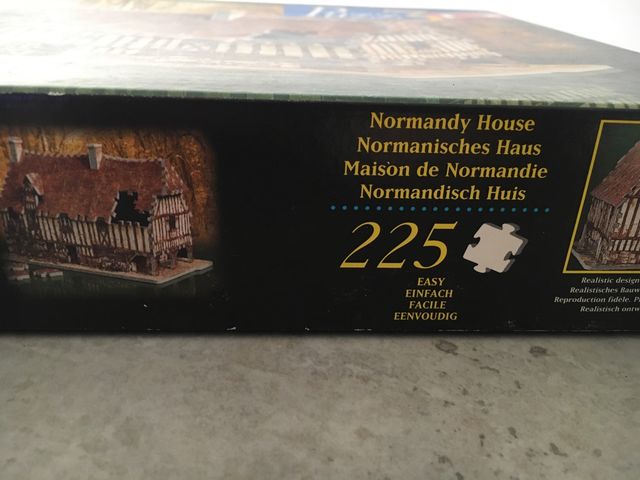 Normandy House
Normanisches Haus
Maison de Normandie
Normandisch Huis
225
EASY
EINFACH
FACILE
EENVOUDIG
Realistic design
Realistisches
Reproduction fidèle.
Realistisch